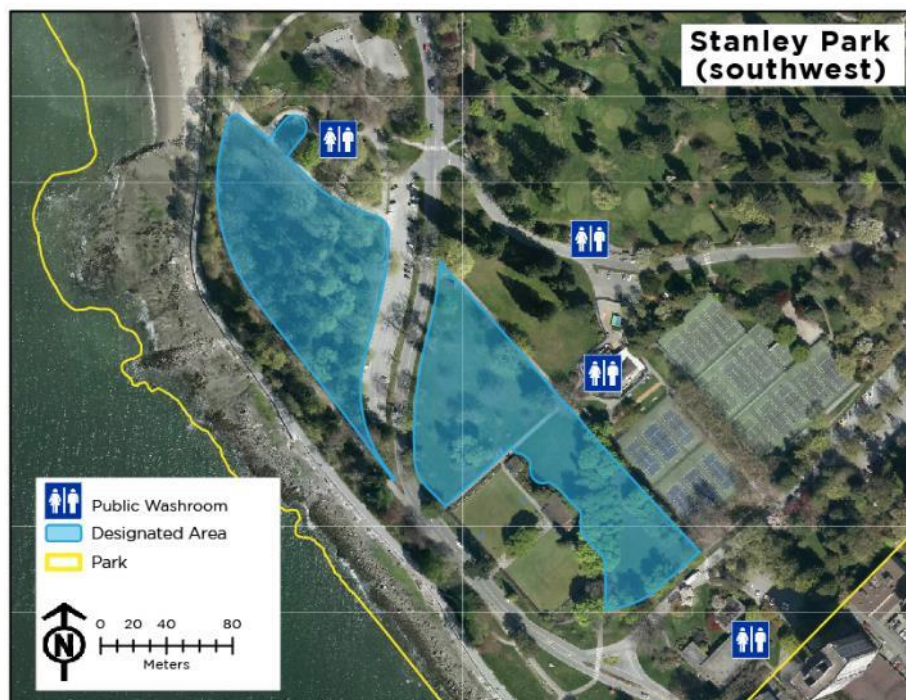 Stanley Park
(southwest)
Public Washroom
Designated Area
Park
N
0 20 40 80
Meters